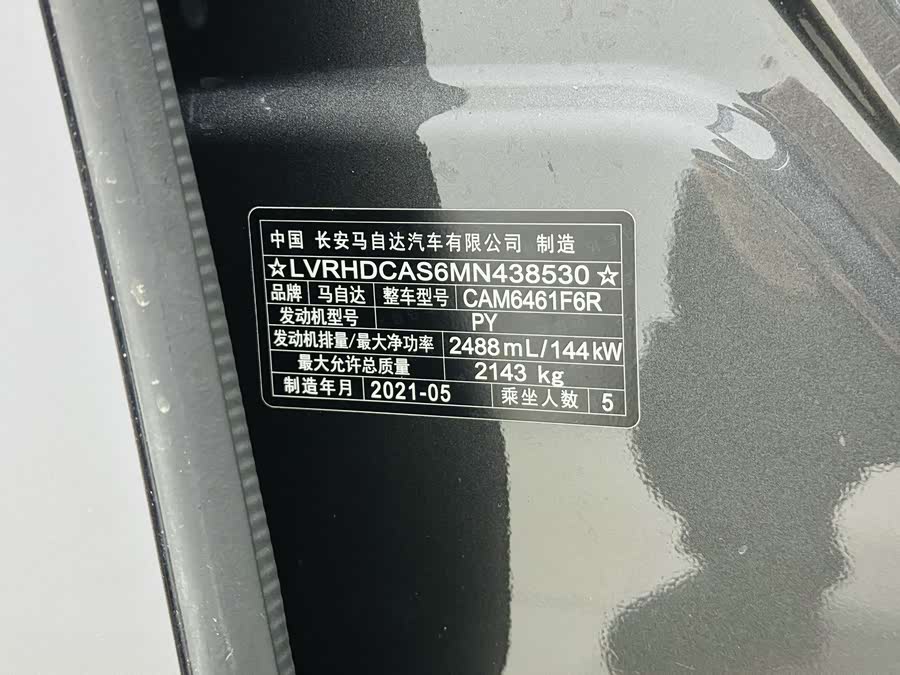 中国 长安马自达汽车有限公司 制造
☆LVRHDCAS6MN438530☆
品牌 马自达 整车型号 CAM6461F6R
发动机型号 PY
发动机排量/最大净功率 2488mL/144kW
最大允许总质量 2143 kg
制造年月 2021-05 乘坐人数 5